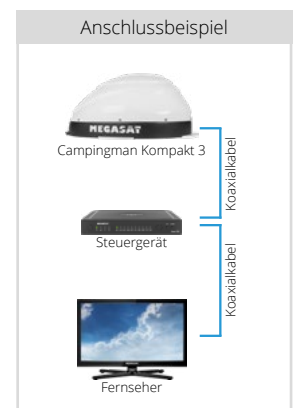 Anschlussbeispiel
MEGASAT
Campingman Kompakt 3
Koaxialkabel
Steuergerät
Koaxialkabel
Fernseher